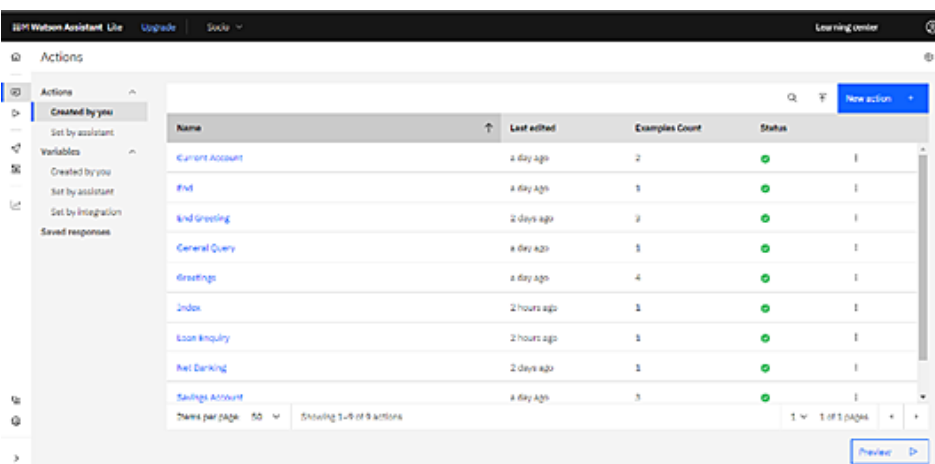 IBM Watson Assistant Lite Upgrade Socio Learning center
Actions
Actions
Created by you
Set by assistant
Variables
Created by you
Set by assistant
Set by integration
Saved responses
New action +
Name Last edited Examples Count Status
Current Account a day ago 2
End a day ago 1
End Greeting 2 days ago
General Query a day ago 1
Greetings a day ago 4
Index 2 hours ago 1
Loan Enquiry 2 hours ago 1
Net Banking 2 days ago 1
Savings Account a day ago 3
Items per page: 50 Showing 1–9 of 9 actions 1 1 of 1 pages
Preview